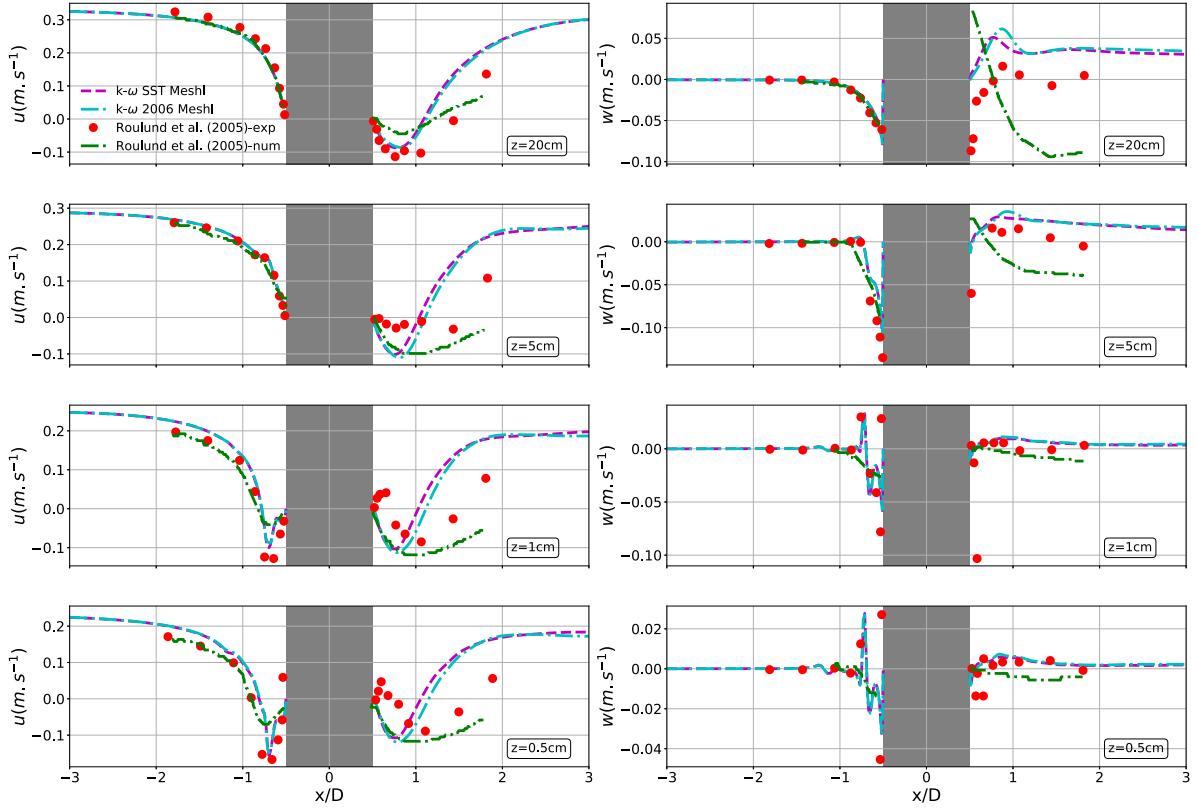 0.3
0.2
0.1
0.0
−0.1
u(m. s⁻¹)
k-ω SST MeshI
k-ω 2006 MeshI
Roulund et al. (2005)-exp
Roulund et al. (2005)-num
z=20cm
0.05
0.00
−0.05
−0.10
w(m. s⁻¹)
z=20cm
0.3
0.2
0.1
0.0
−0.1
u(m. s⁻¹)
z=5cm
0.05
0.00
−0.05
−0.10
w(m. s⁻¹)
z=5cm
0.2
0.1
0.0
−0.1
u(m. s⁻¹)
z=1cm
0.00
−0.05
−0.10
w(m. s⁻¹)
z=1cm
0.2
0.1
0.0
−0.1
u(m. s⁻¹)
z=0.5cm
−3 −2 −1 0 1 2 3
x/D
0.02
0.00
−0.02
−0.04
w(m. s⁻¹)
z=0.5cm
−3 −2 −1 0 1 2 3
x/D